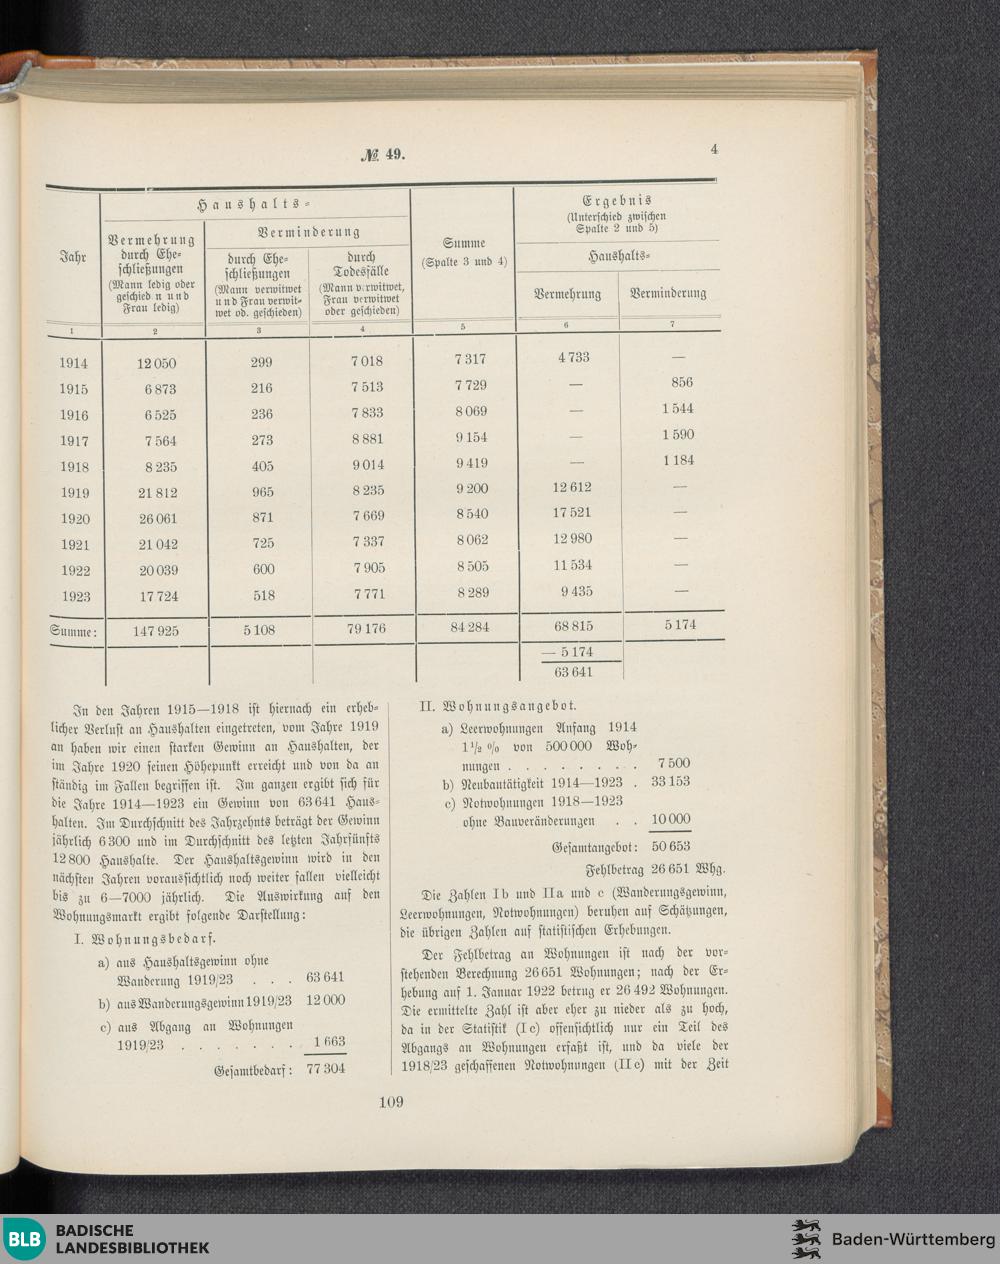 № 49.
4
Haushalts-
Ergebnis
(Unterschied zwischen
Spalte 2 und 5)
Jahr
Vermehrung
durch Ehe-
schließungen
(Mann ledig oder
geschied n und
Frau ledig)
Verminderung
durch Ehe-
schließungen
(Mann verwitwet
und Frau verwit-
wet od. geschieden)
durch
Todesfälle
(Mann v.rwitwet,
Frau verwitwet
oder geschieden)
Summe
(Spalte 3 und 4)
Haushalts-
Vermehrung Verminderung
1 2 3 4 5 6 7
1914 12 050 299 7 018 7 317 4 733 —
1915 6 873 216 7 513 7 729 — 856
1916 6 525 236 7 833 8 069 — 1 544
1917 7 564 273 8 881 9 154 — 1 590
1918 8 235 405 9 014 9 419 — 1 184
1919 21 812 965 8 235 9 200 12 612 —
1920 26 061 871 7 669 8 540 17 521 —
1921 21 042 725 7 337 8 062 12 980 —
1922 20 039 600 7 905 8 505 11 534 —
1923 17 724 518 7 771 8 289 9 435 —
Summe: 147 925 5 108 79 176 84 284 68 815 5 174
— 5 174
63 641
In den Jahren 1915—1918 ist hiernach ein erheb-
licher Verlust an Haushalten eingetreten, vom Jahre 1919
an haben wir einen starken Gewinn an Haushalten, der
im Jahre 1920 seinen Höhepunkt erreicht und von da an
ständig im Fallen begriffen ist. Im ganzen ergibt sich für
die Jahre 1914—1923 ein Gewinn von 63 641 Haus-
halten. Im Durchschnitt des Jahrzehnts beträgt der Gewinn
jährlich 6 300 und im Durchschnitt des letzten Jahrfünfts
12 800 Haushalte. Der Haushaltsgewinn wird in den
nächsten Jahren voraussichtlich noch weiter fallen vielleicht
bis zu 6—7000 jährlich. Die Auswirkung auf den
Wohnungsmarkt ergibt folgende Darstellung:
I. Wohnungsbedarf.
a) aus Haushaltsgewinn ohne
Wanderung 1919/23 . . . 63 641
b) aus Wanderungsgewinn 1919/23 12 000
c) aus Abgang an Wohnungen
1919/23 . . . . . . . 1 663
Gesamtbedarf: 77 304
II. Wohnungsangebot.
a) Leerwohnungen Anfang 1914
1 1/2 % von 500 000 Woh-
nungen . . . . . . . . 7 500
b) Neubautätigkeit 1914—1923 . 33 153
c) Notwohnungen 1918—1923
ohne Bauveränderungen . . 10 000
Gesamtangebot: 50 653
Fehlbetrag 26 651 Whg.
Die Zahlen I b und II a und c (Wanderungsgewinn,
Leerwohnungen, Notwohnungen) beruhen auf Schätzungen,
die übrigen Zahlen auf statistischen Erhebungen.
Der Fehlbetrag an Wohnungen ist nach der vor-
stehenden Berechnung 26 651 Wohnungen; nach der Er-
hebung auf 1. Januar 1922 betrug er 26 492 Wohnungen.
Die ermittelte Zahl ist aber eher zu nieder als zu hoch,
da in der Statistik (I c) offensichtlich nur ein Teil des
Abgangs an Wohnungen erfaßt ist, und da viele der
1918/23 geschaffenen Notwohnungen (II c) mit der Zeit
109
BLB BADISCHE
LANDESBIBLIOTHEK
Baden-Württemberg